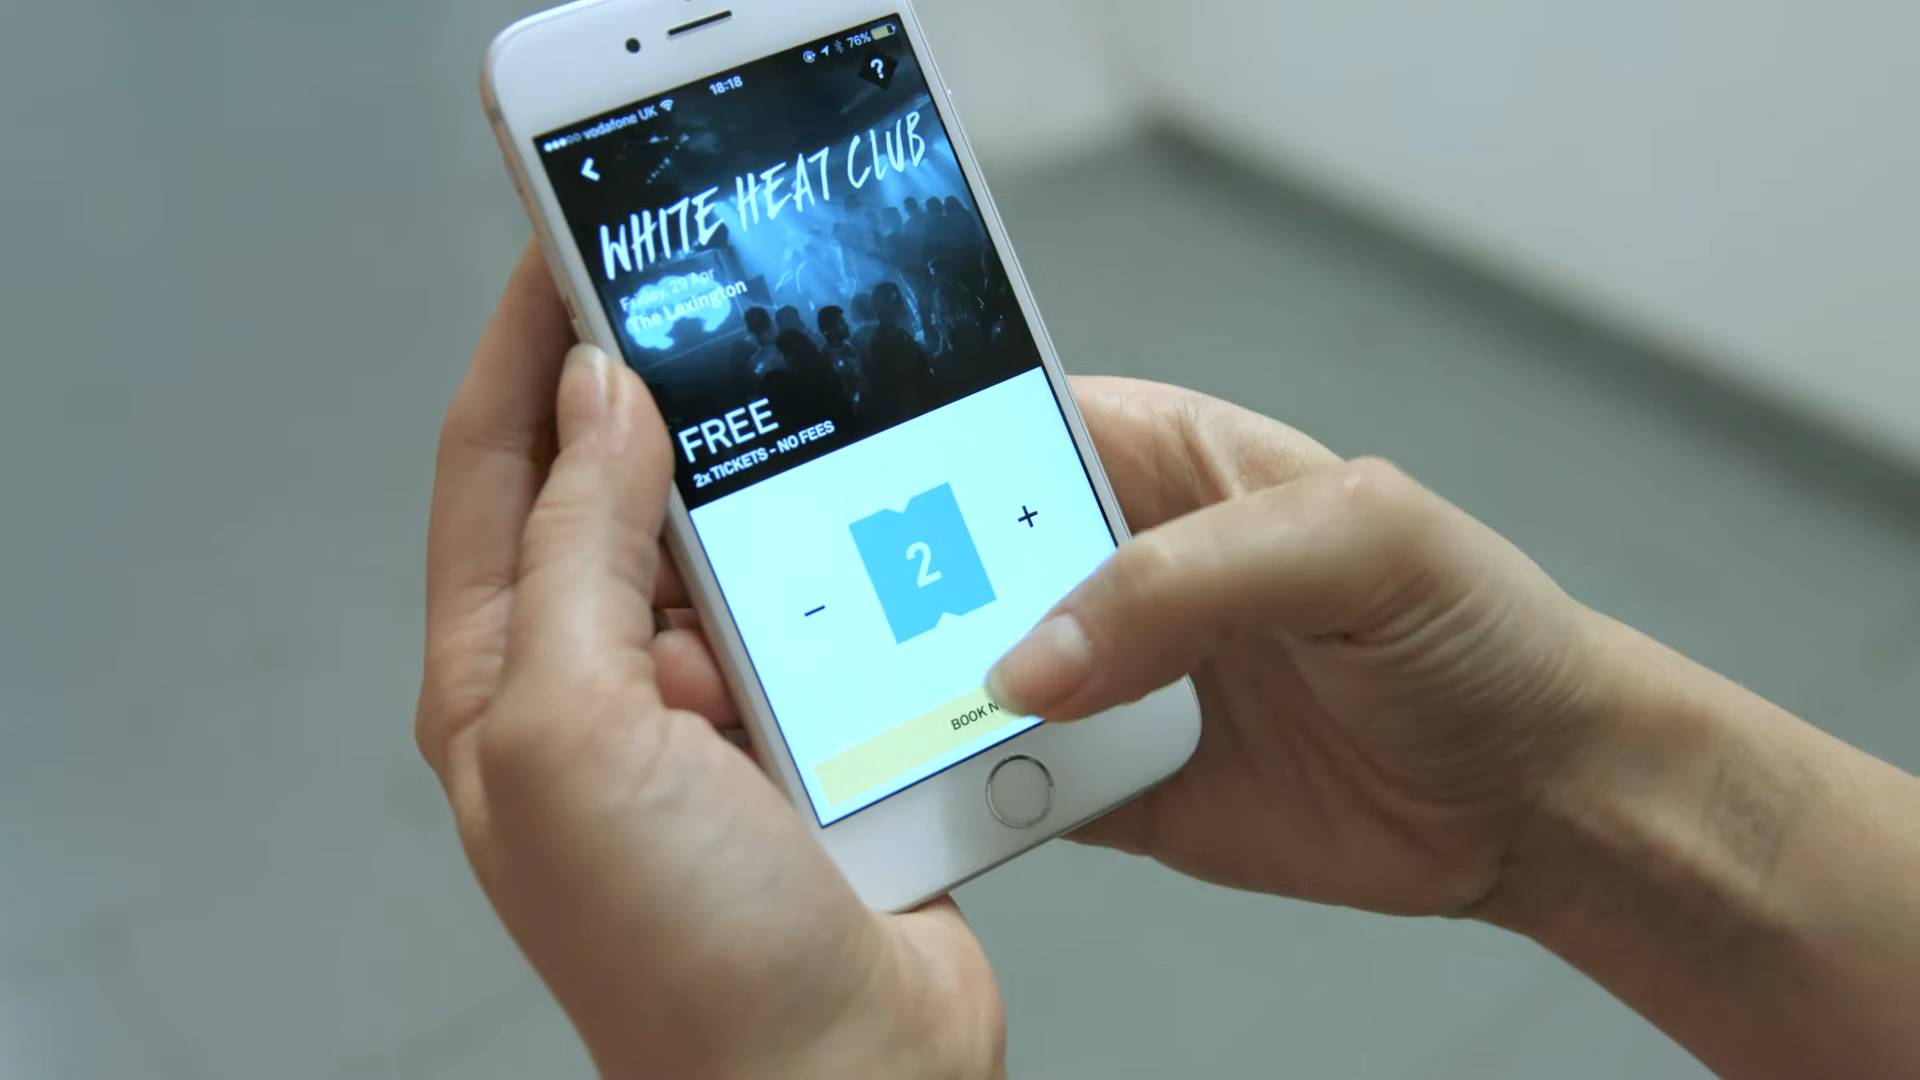 vodafone UK 18:18 76%
?
WHITE HEAT CLUB
Friday, 29 Apr
The Lexington
FREE
2x TICKETS - NO FEES
+
2
−
BOOK